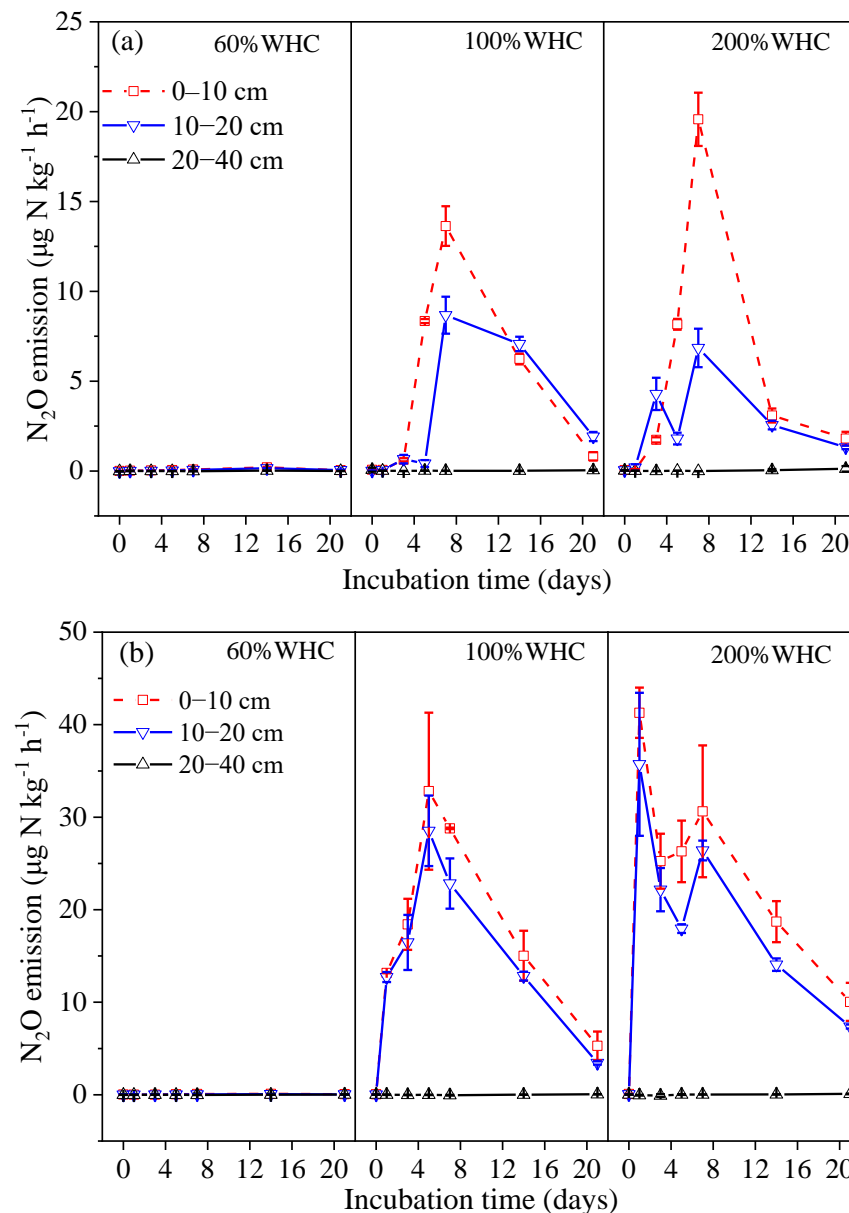 (a)
60%WHC
100%WHC
200%WHC
0−10 cm
10−20 cm
20−40 cm
N₂O emission (µg N kg⁻¹ h⁻¹)
25
20
15
10
5
0
0 4 8 12 16 20 0 4 8 12 16 20 0 4 8 12 16 20
Incubation time (days)
(b)
60%WHC
100%WHC
200%WHC
0−10 cm
10−20 cm
20−40 cm
N₂O emission (µg N kg⁻¹ h⁻¹)
50
40
30
20
10
0
0 4 8 12 16 20 0 4 8 12 16 20 0 4 8 12 16 20
Incubation time (days)